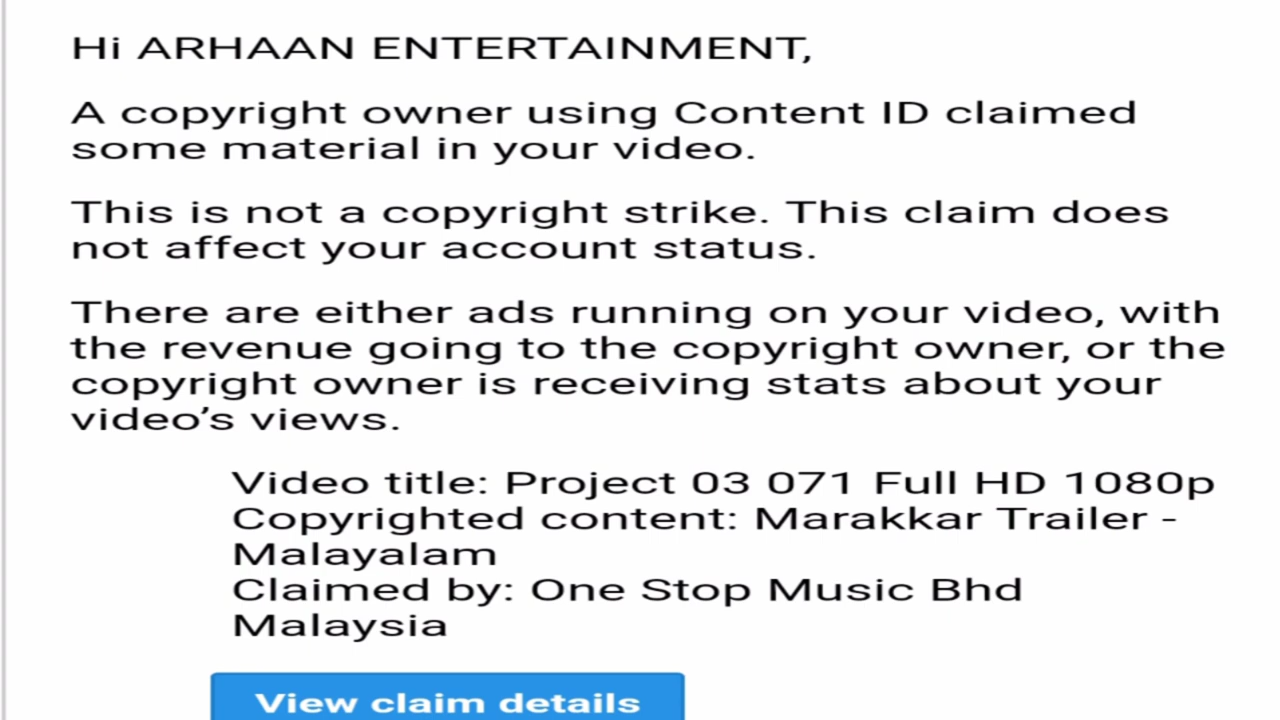 Hi ARHAAN ENTERTAINMENT,
A copyright owner using Content ID claimed
some material in your video.
This is not a copyright strike. This claim does
not affect your account status.
There are either ads running on your video, with
the revenue going to the copyright owner, or the
copyright owner is receiving stats about your
video’s views.
Video title: Project 03 071 Full HD 1080p
Copyrighted content: Marakkar Trailer -
Malayalam
Claimed by: One Stop Music Bhd
Malaysia
View claim details